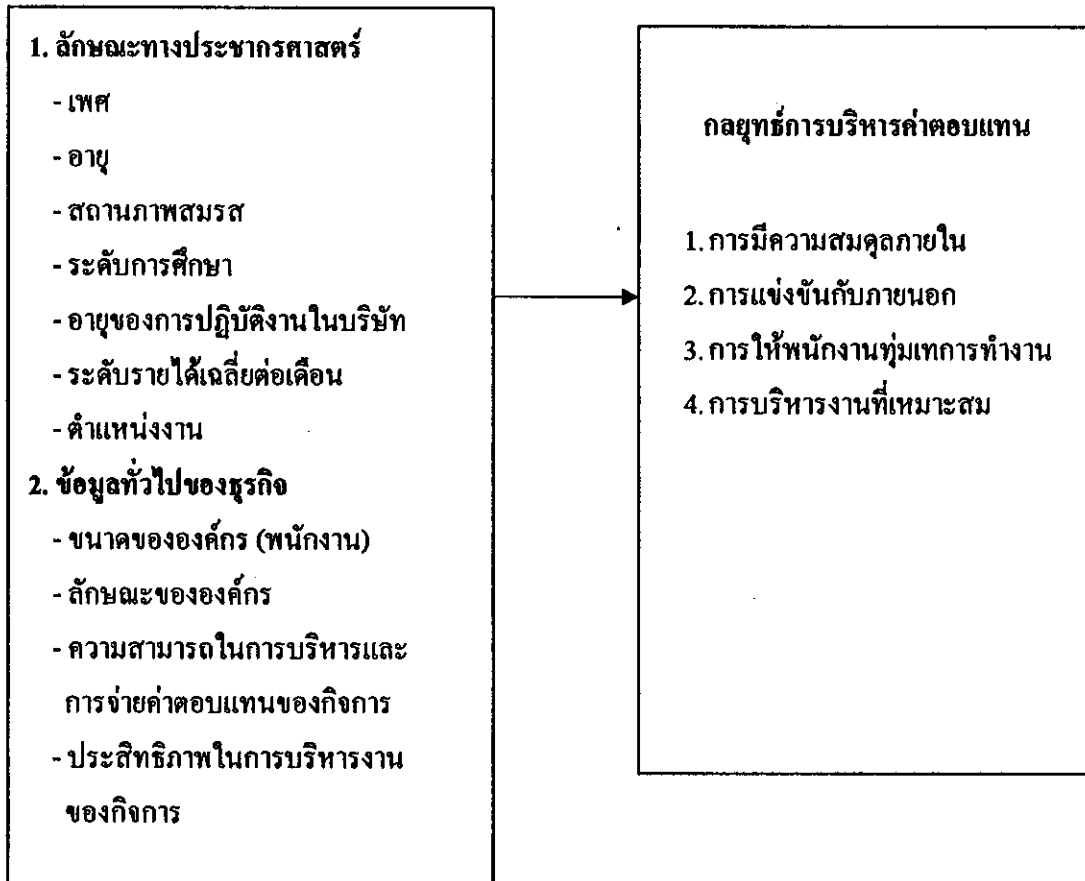 1. ลักษณะทางประชากรศาสตร์
- เพศ
- อายุ
- สถานภาพสมรส
- ระดับการศึกษา
- อายุของการปฏิบัติงานในบริษัท
- ระดับรายได้เฉลี่ยต่อเดือน
- ตำแหน่งงาน
2. ข้อมูลทั่วไปของธุรกิจ
- ขนาดขององค์กร (พนักงาน)
- ลักษณะขององค์กร
- ความสามารถในการบริหารและ
การจ่ายค่าตอบแทนของกิจการ
- ประสิทธิภาพในการบริหารงาน
ของกิจการ
กลยุทธ์การบริหารค่าตอบแทน
1. การมีความสมดุลภายใน
2. การแข่งขันกับภายนอก
3. การให้พนักงานทุ่มเทการทำงาน
4. การบริหารงานที่เหมาะสม